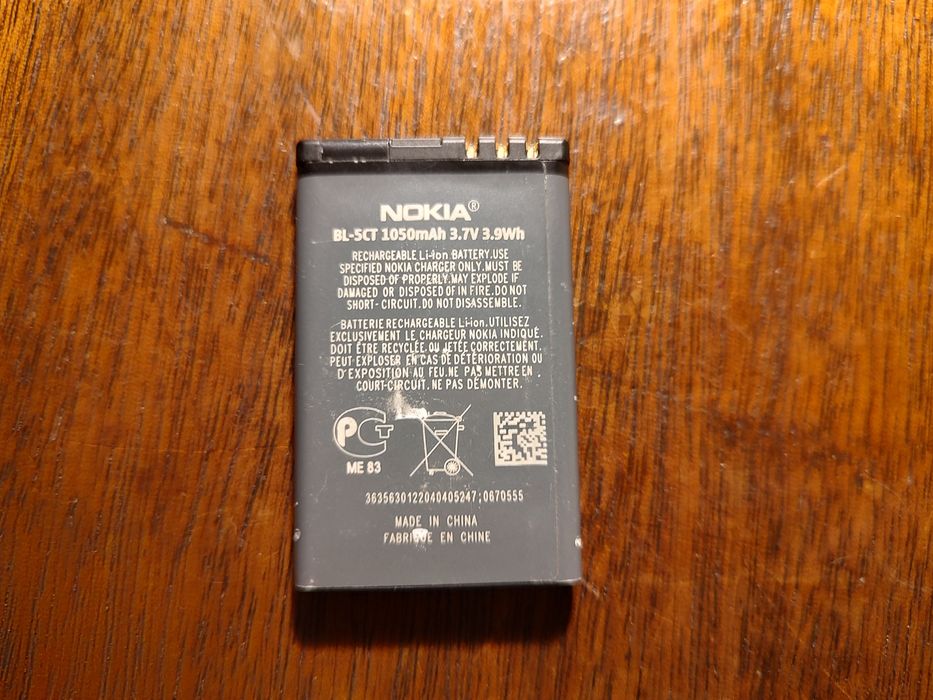 NOKIA®
BL-5CT 1050mAh 3.7V 3.9Wh
RECHARGEABLE Li-Ion BATTERY.USE
SPECIFIED NOKIA CHARGER ONLY.MUST BE
DISPOSED OF PROPERLY.MAY EXPLODE IF
DAMAGED OR DISPOSED OF IN FIRE.DO NOT
SHORT- CIRCUIT.DO NOT DISASSEMBLE.
BATTERIE RECHARGEABLE Li-ion.UTILISEZ
EXCLUSIVEMENT LE CHARGEUR NOKIA INDIQUÉ.
DOIT ÊTRE RECYCLÉE OU JETÉE CORRECTEMENT.
PEUT EXPLOSER EN CAS DE DÉTÉRIORATION OU
D'EXPOSITION AU FEU.NE PAS METTRE EN
COURT-CIRCUIT. NE PAS DÉMONTER.
РСТ
ME 83
3635630122040405247;0670555
MADE IN CHINA
FABRIQUE EN CHINE